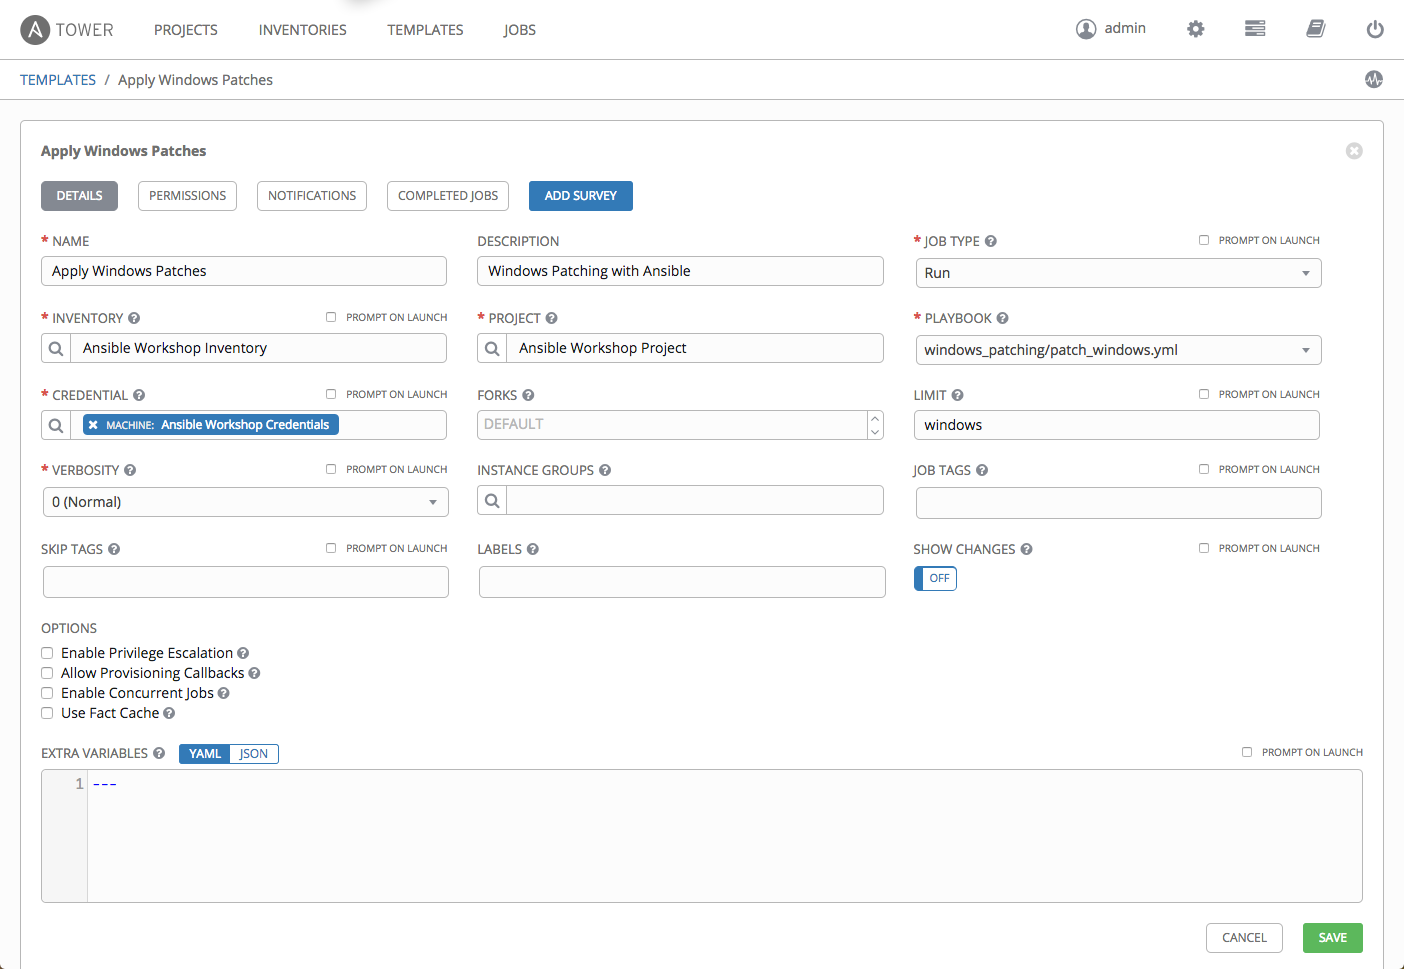 A TOWER PROJECTS INVENTORIES TEMPLATES JOBS admin
TEMPLATES / Apply Windows Patches
Apply Windows Patches
DETAILS PERMISSIONS NOTIFICATIONS COMPLETED JOBS ADD SURVEY
* NAME DESCRIPTION * JOB TYPE ? PROMPT ON LAUNCH
Apply Windows Patches Windows Patching with Ansible Run
* INVENTORY ? PROMPT ON LAUNCH * PROJECT ? * PLAYBOOK ?
Ansible Workshop Inventory Ansible Workshop Project windows_patching/patch_windows.yml
* CREDENTIAL ? PROMPT ON LAUNCH FORKS ? LIMIT ? PROMPT ON LAUNCH
MACHINE: Ansible Workshop Credentials DEFAULT windows
* VERBOSITY ? PROMPT ON LAUNCH INSTANCE GROUPS ? JOB TAGS ? PROMPT ON LAUNCH
0 (Normal)
SKIP TAGS ? PROMPT ON LAUNCH LABELS ? SHOW CHANGES ? PROMPT ON LAUNCH
OFF
OPTIONS
Enable Privilege Escalation ?
Allow Provisioning Callbacks ?
Enable Concurrent Jobs ?
Use Fact Cache ?
EXTRA VARIABLES ? YAML JSON PROMPT ON LAUNCH
1 ---
CANCEL SAVE